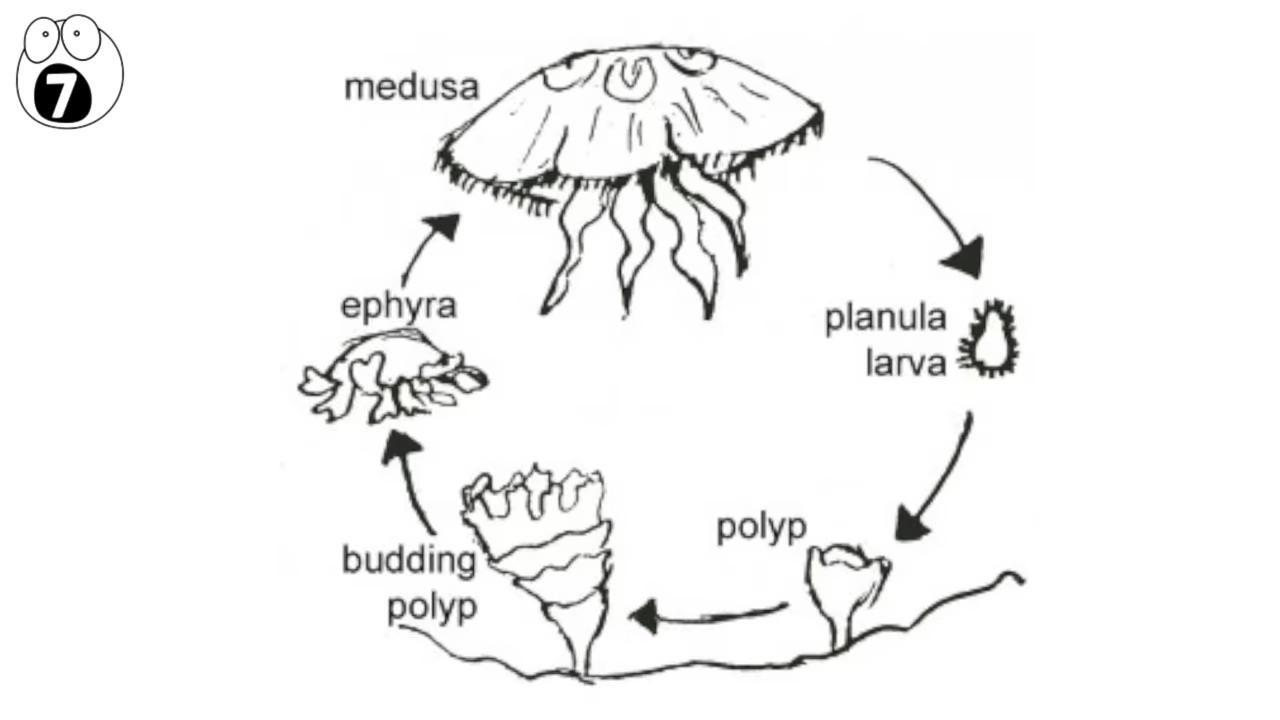 7
medusa
ephyra
planula
larva
polyp
budding
polyp